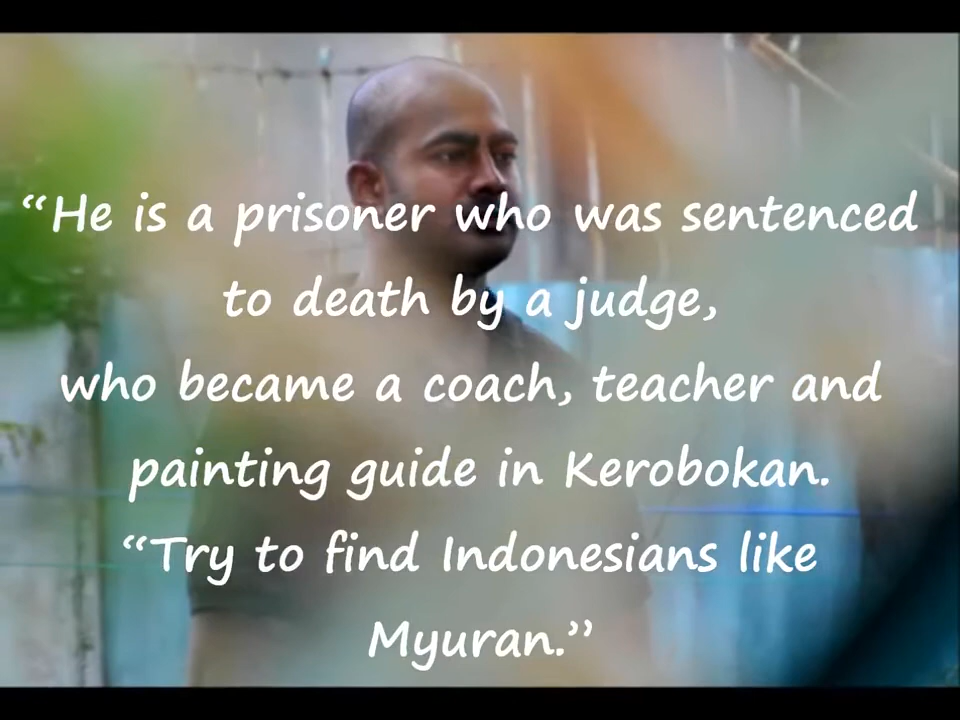 “He is a prisoner who was sentenced
to death by a judge,
who became a coach, teacher and
painting guide in Kerobokan.
“Try to find Indonesians like
Myuran.”